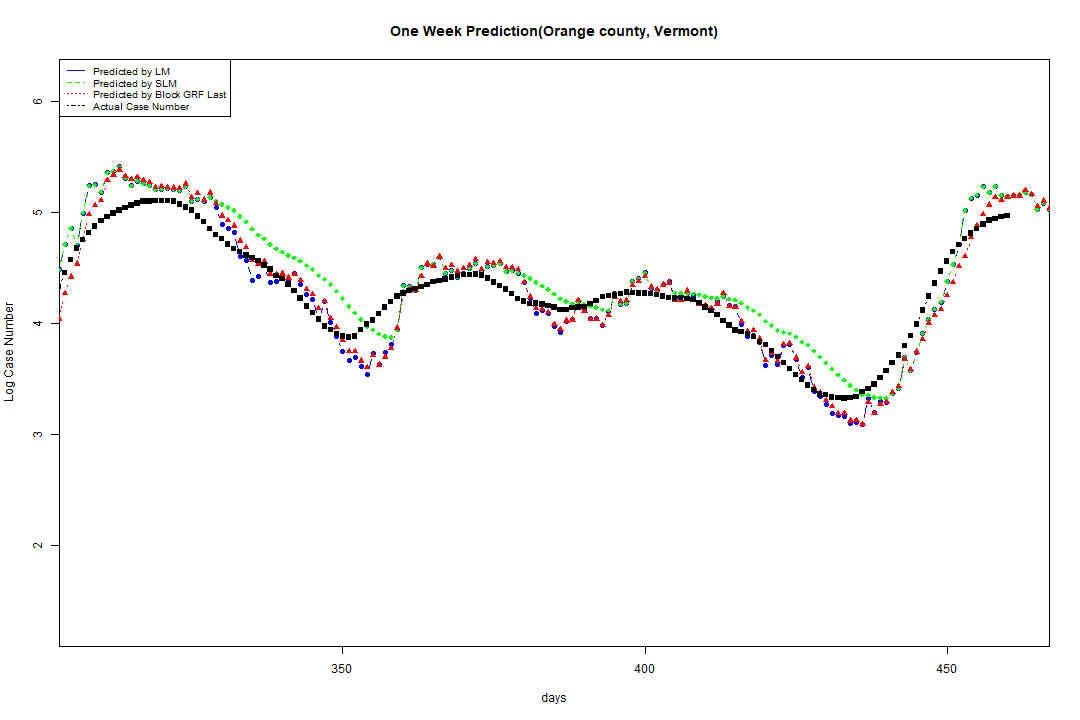 One Week Prediction(Orange county, Vermont)
Predicted by LM
Predicted by SLM
Predicted by Block GRF Last
Actual Case Number
6
5
4
3
2
Log Case Number
350
400
450
days